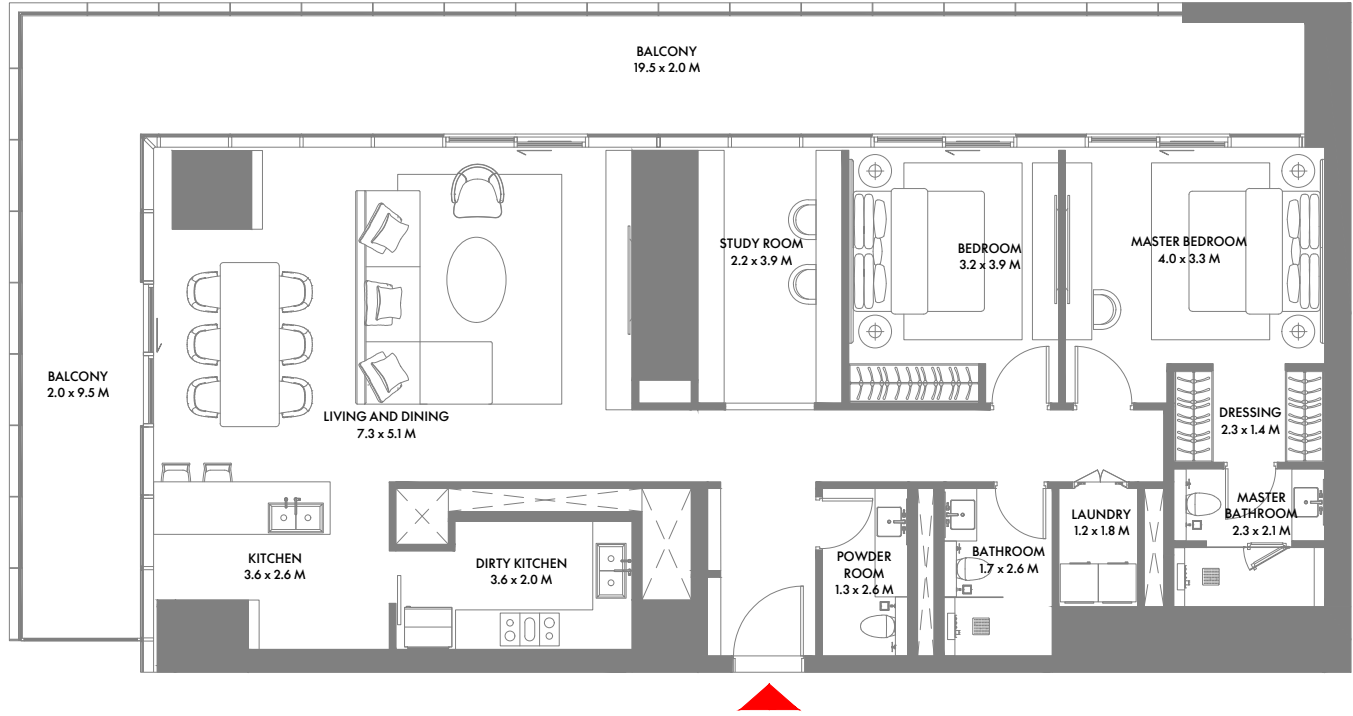 BALCONY
19.5 x 2.0 M
STUDY ROOM
2.2 x 3.9 M
BEDROOM
3.2 x 3.9 M
MASTER BEDROOM
4.0 x 3.3 M
BALCONY
2.0 x 9.5 M
LIVING AND DINING
7.3 x 5.1 M
DRESSING
2.3 x 1.4 M
KITCHEN
3.6 x 2.6 M
DIRTY KITCHEN
3.6 x 2.0 M
POWDER
ROOM
1.3 x 2.6 M
BATHROOM
1.7 x 2.6 M
LAUNDRY
1.2 x 1.8 M
MASTER
BATHROOM
2.3 x 2.1 M